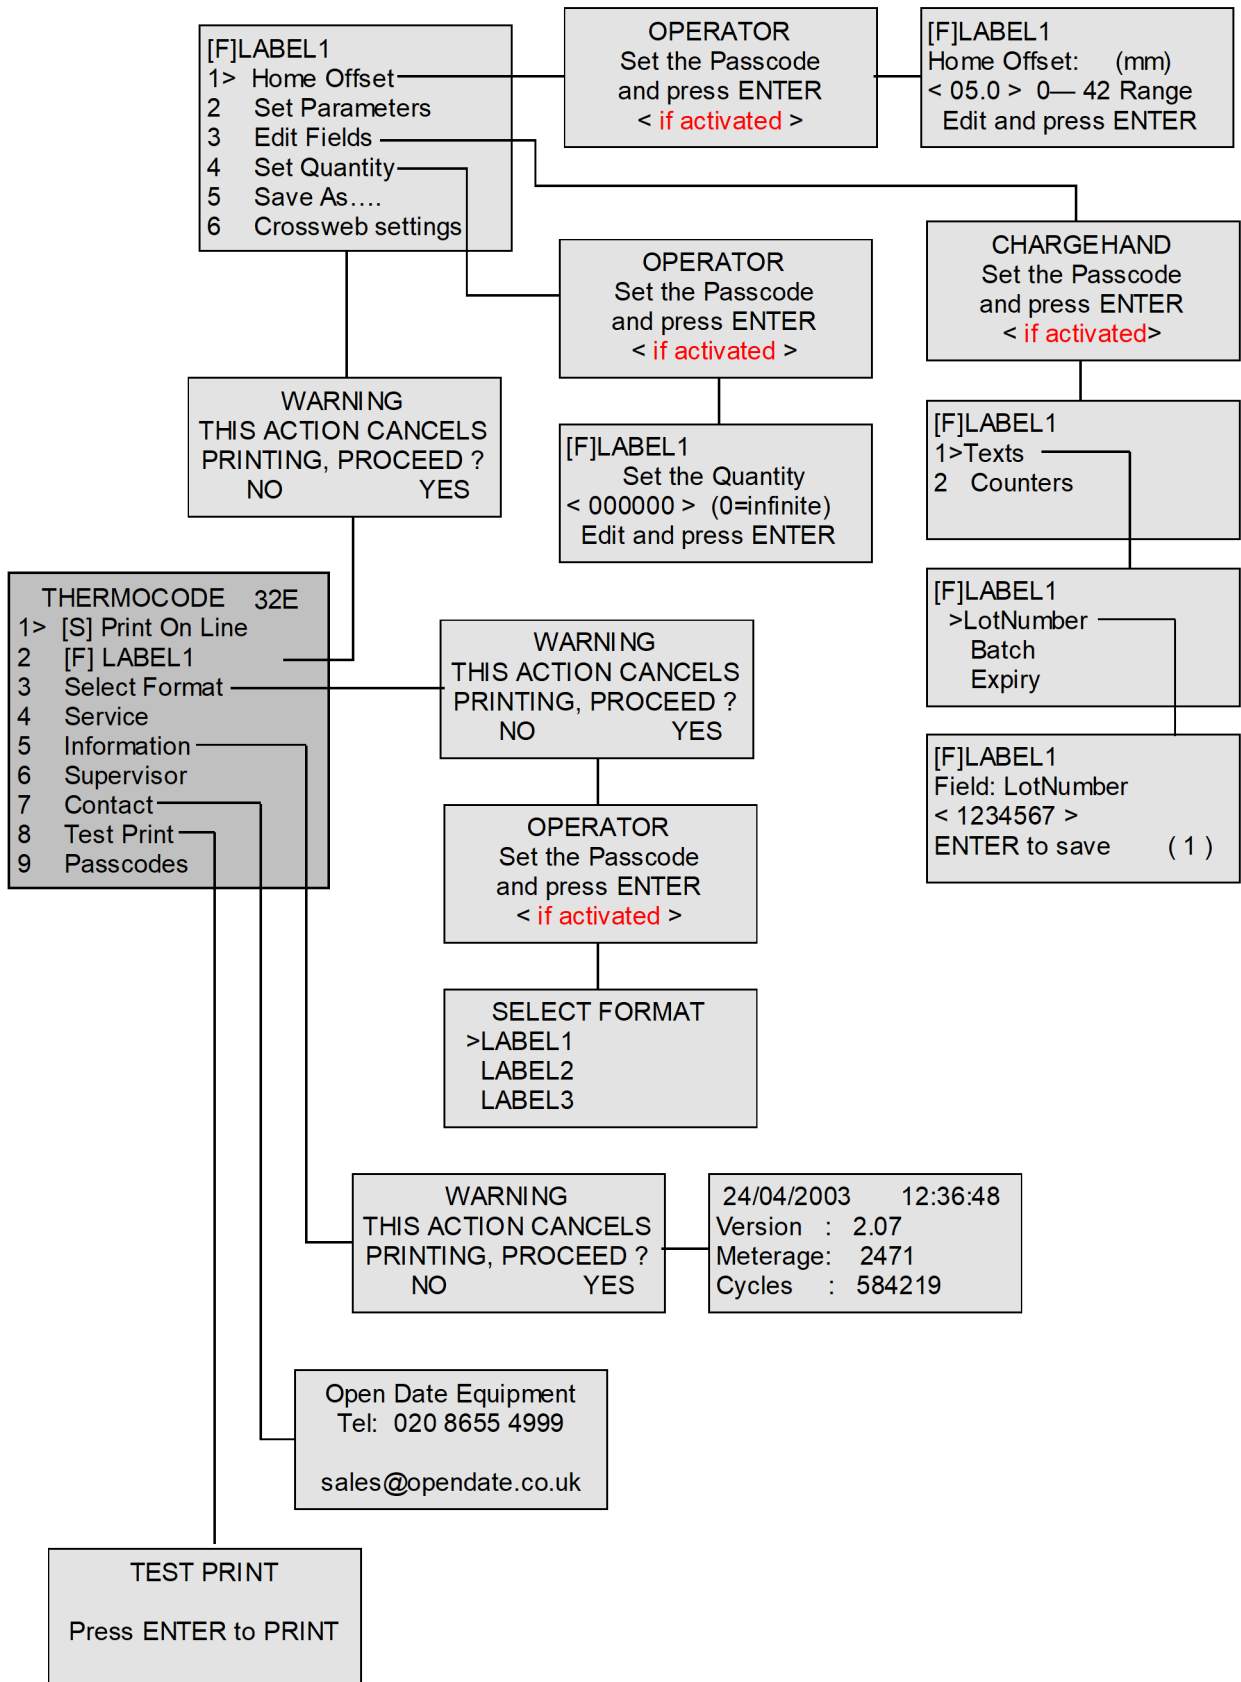 [F]LABEL1
1> Home Offset
2 Set Parameters
3 Edit Fields
4 Set Quantity
5 Save As....
6 Crossweb settings
OPERATOR
Set the Passcode
and press ENTER
< if activated >
[F]LABEL1
Home Offset: (mm)
< 05.0 > 0— 42 Range
Edit and press ENTER
OPERATOR
Set the Passcode
and press ENTER
< if activated >
CHARGEHAND
Set the Passcode
and press ENTER
< if activated>
WARNING
THIS ACTION CANCELS
PRINTING, PROCEED ?
NO YES
[F]LABEL1
Set the Quantity
< 000000 > (0=infinite)
Edit and press ENTER
[F]LABEL1
1>Texts
2 Counters
[F]LABEL1
>LotNumber
Batch
Expiry
[F]LABEL1
Field: LotNumber
< 1234567 >
ENTER to save ( 1 )
THERMOCODE 32E
1> [S] Print On Line
2 [F] LABEL1
3 Select Format
4 Service
5 Information
6 Supervisor
7 Contact
8 Test Print
9 Passcodes
WARNING
THIS ACTION CANCELS
PRINTING, PROCEED ?
NO YES
OPERATOR
Set the Passcode
and press ENTER
< if activated >
SELECT FORMAT
>LABEL1
LABEL2
LABEL3
WARNING
THIS ACTION CANCELS
PRINTING, PROCEED ?
NO YES
24/04/2003 12:36:48
Version : 2.07
Meterage: 2471
Cycles : 584219
Open Date Equipment
Tel: 020 8655 4999
sales@opendate.co.uk
TEST PRINT
Press ENTER to PRINT